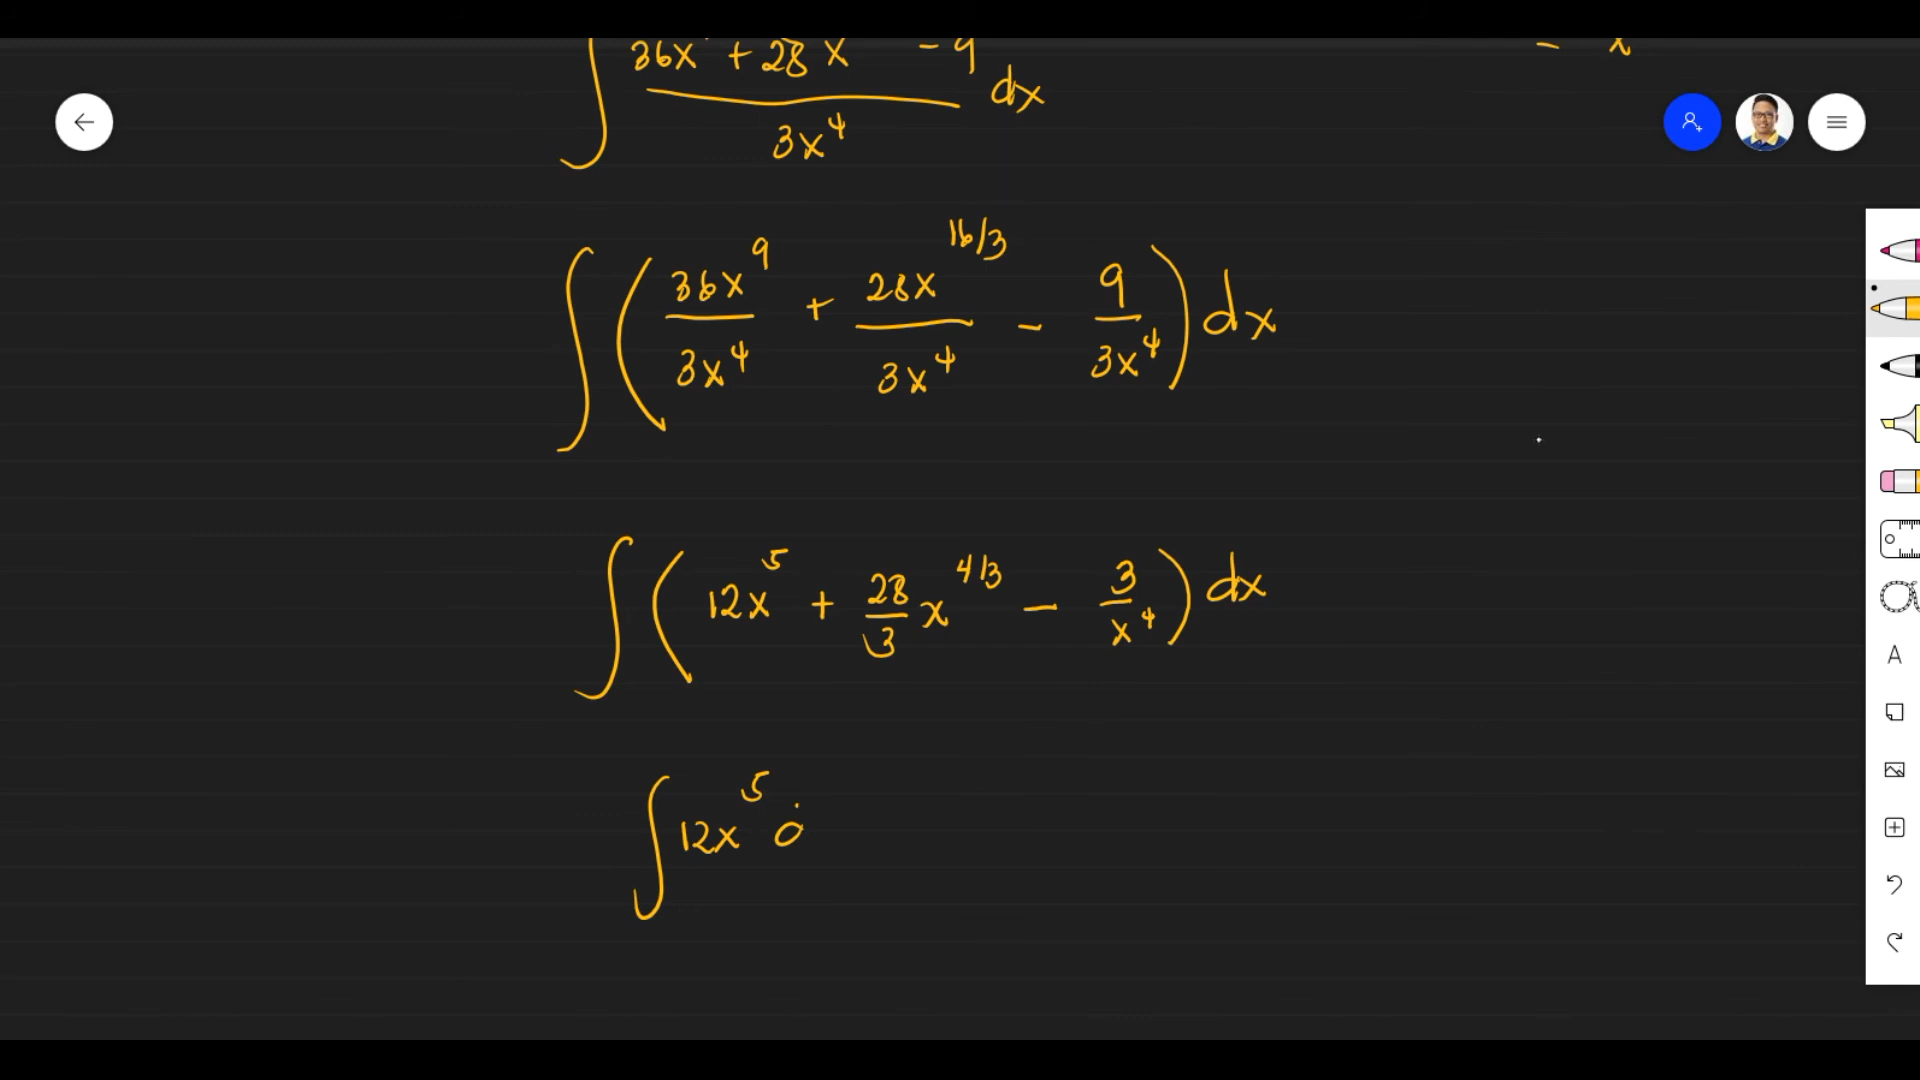 ∫ (36x + 28x − 9)/(3x⁴) dx
− x
∫ (36x⁹/3x⁴ + 28x^(16/3)/3x⁴ − 9/3x⁴) dx
∫ (12x⁵ + 28/3 x^(4/3) − 3/x⁴) dx
∫ 12x⁵
A